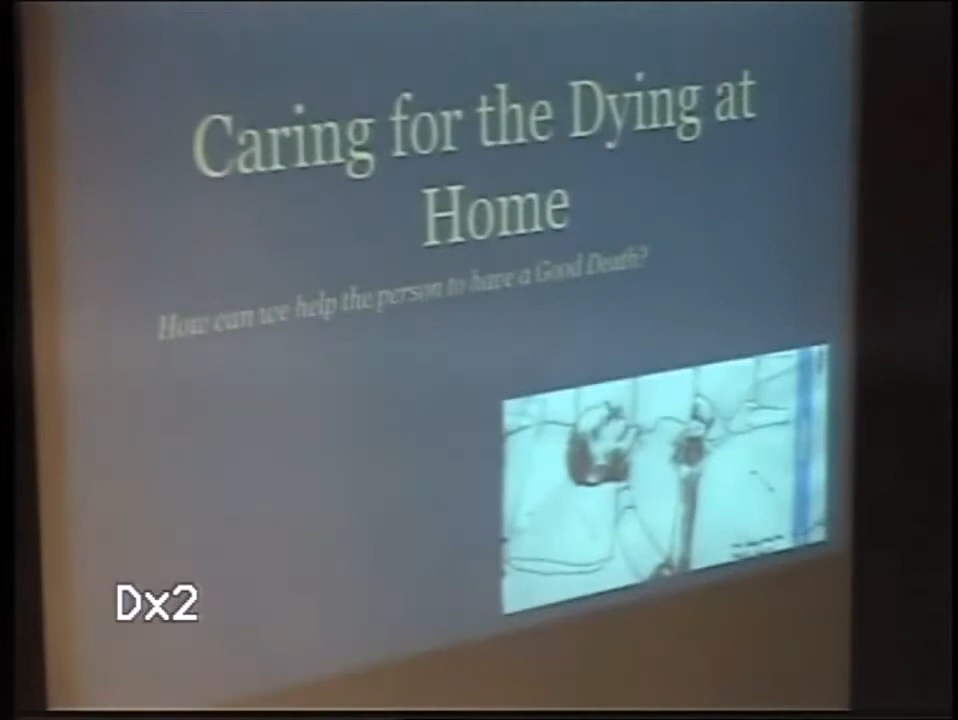 Caring for the Dying at
Home
How can we help the person to have a Good Death?
Dx2